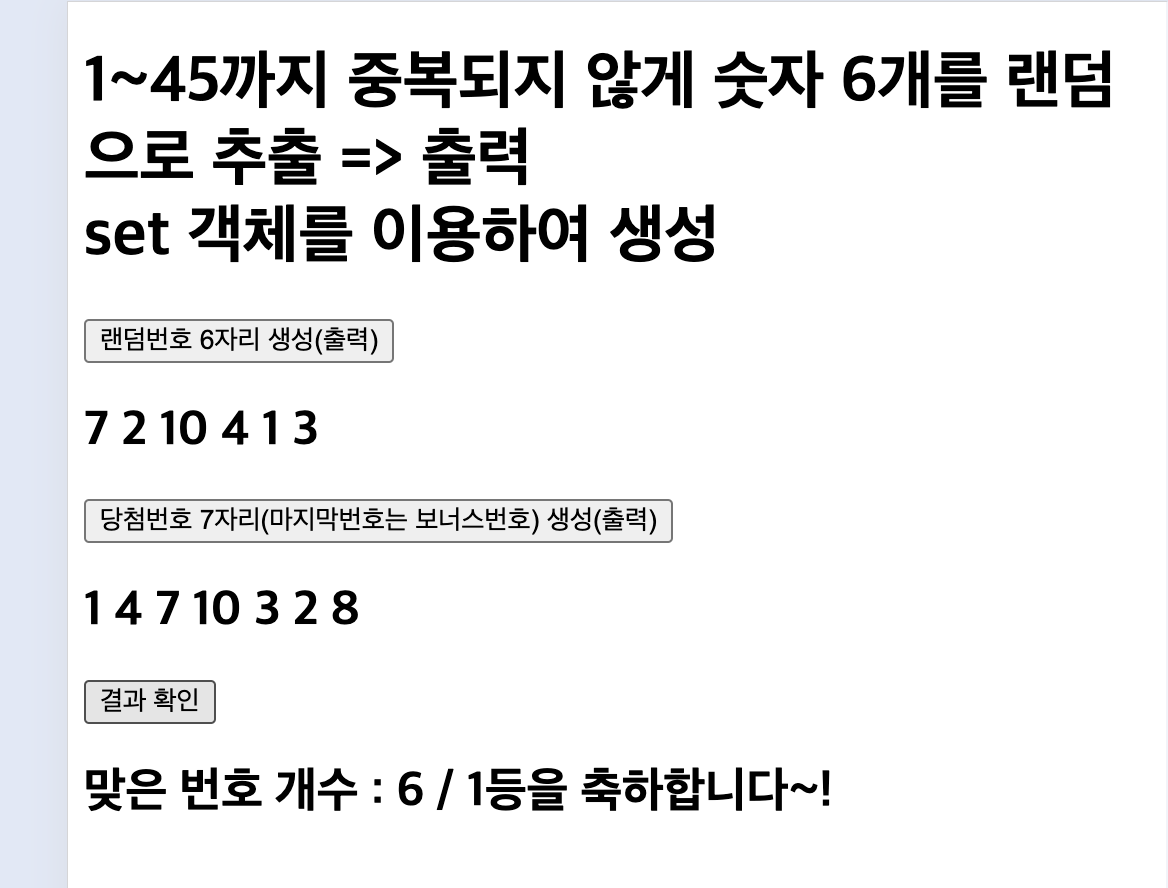 1~45까지 중복되지 않게 숫자 6개를 랜덤
으로 추출 => 출력
set 객체를 이용하여 생성
랜덤번호 6자리 생성(출력)
7 2 10 4 1 3
당첨번호 7자리(마지막번호는 보너스번호) 생성(출력)
1 4 7 10 3 2 8
결과 확인
맞은 번호 개수 : 6 / 1등을 축하합니다~!